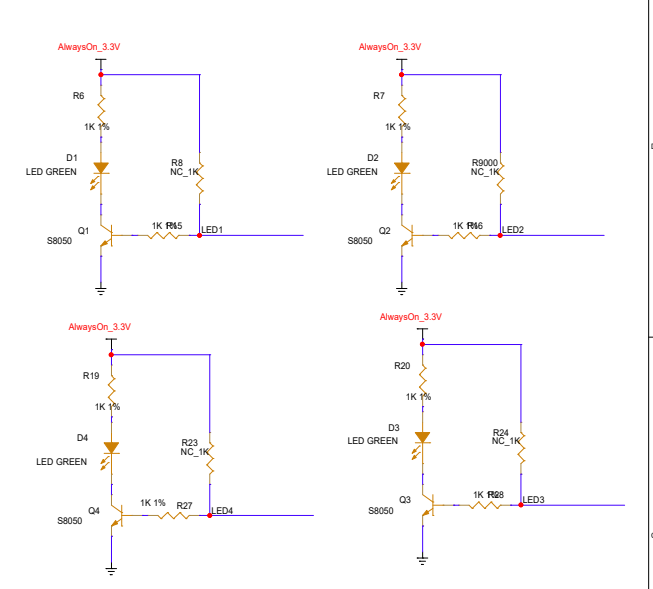 AlwaysOn_3.3V
R6
1K 1%
D1
LED GREEN
R8
NC_1K
Q1
S8050
1K 1%
R15
LED1
AlwaysOn_3.3V
R7
1K 1%
D2
LED GREEN
R9000
NC_1K
Q2
S8050
1K 1%
R16
LED2
AlwaysOn_3.3V
R19
1K 1%
D4
LED GREEN
R23
NC_1K
Q4
S8050
1K 1%
R27
LED4
AlwaysOn_3.3V
R20
1K 1%
D3
LED GREEN
R24
NC_1K
Q3
S8050
1K 1%
R28
LED3